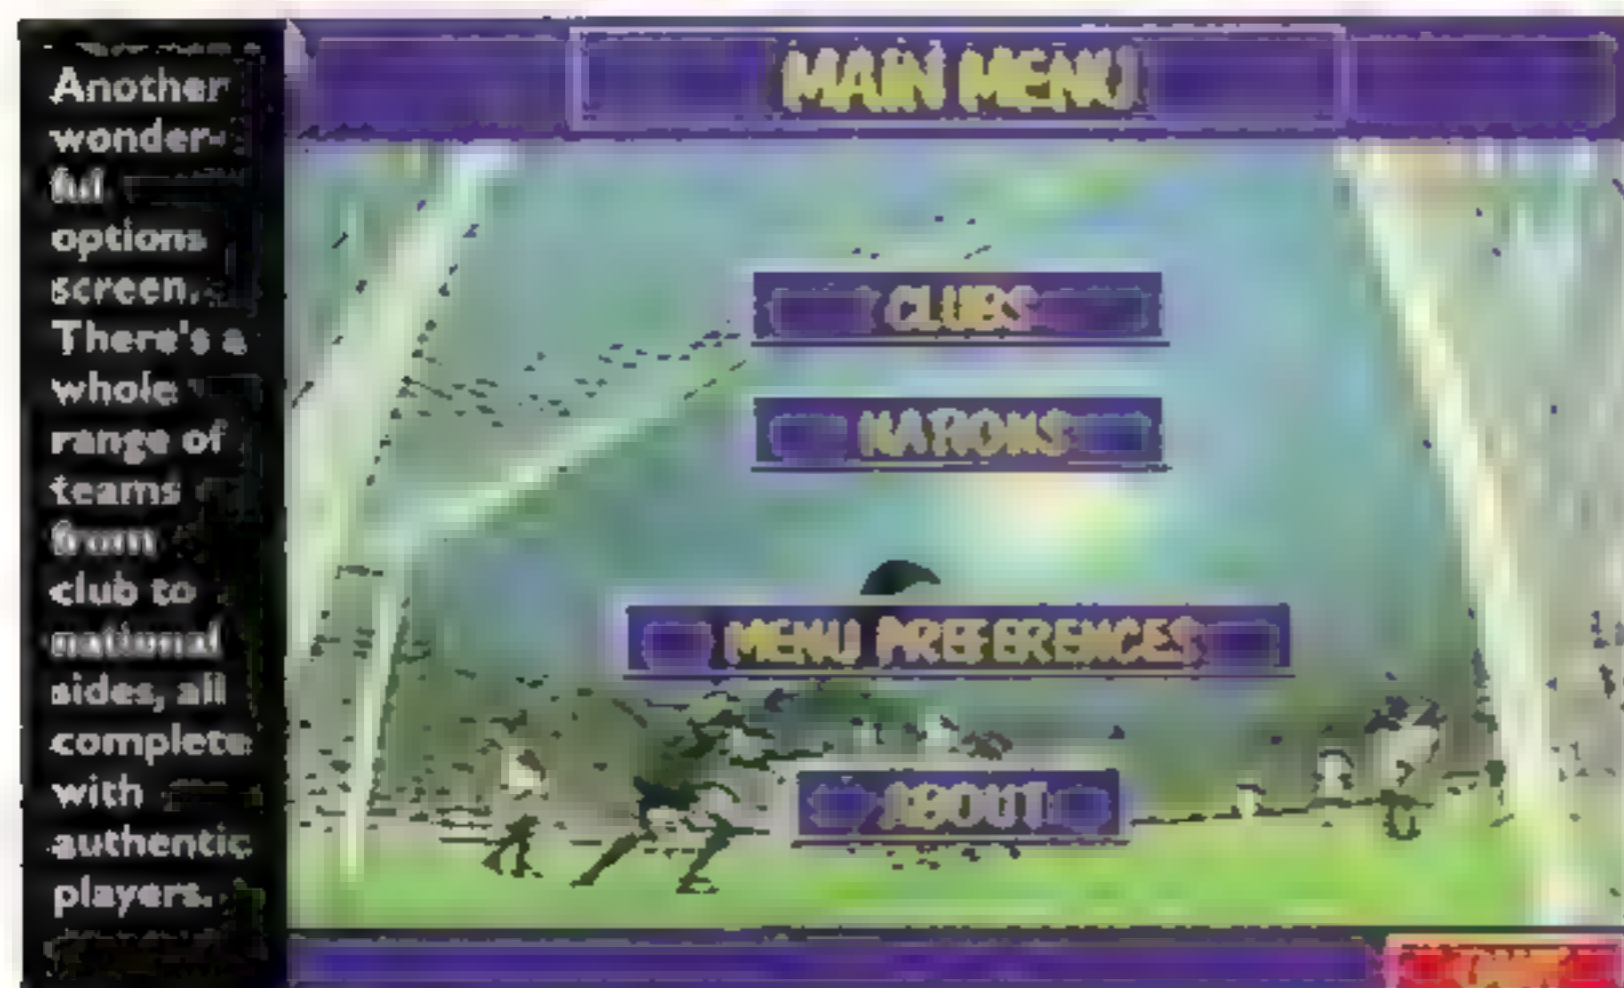 Another
wonder-
ful
options
screen.
There's a
whole
range of
teams
from
club to
national
sides, all
complete
with
authentic
players.
MAIN MENU
CLUBS
NATIONS
MENU PREFERENCES
ABOUT